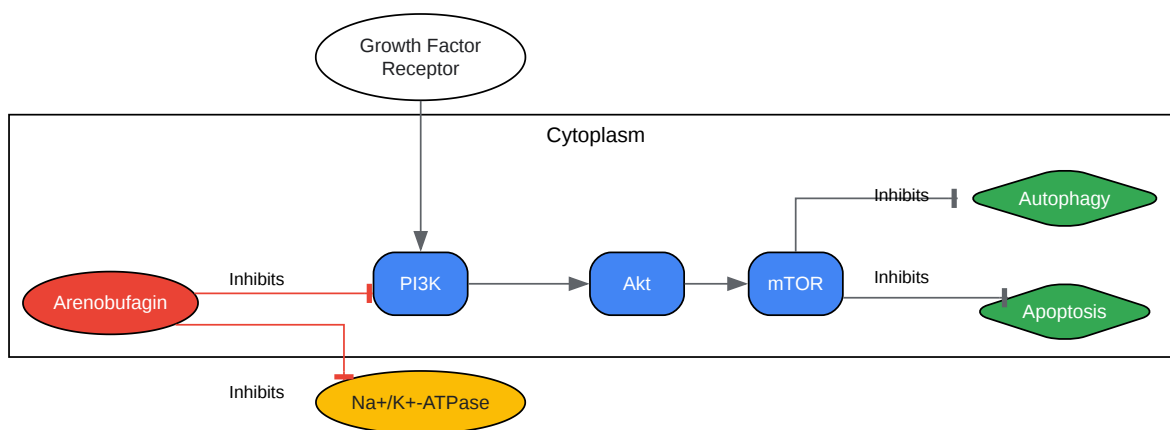 Growth Factor
Receptor
Cytoplasm
Inhibits
Autophagy
Inhibits
PI3K
Akt
mTOR
Inhibits
Arenobufagin
Apoptosis
Inhibits
Na+/K+-ATPase